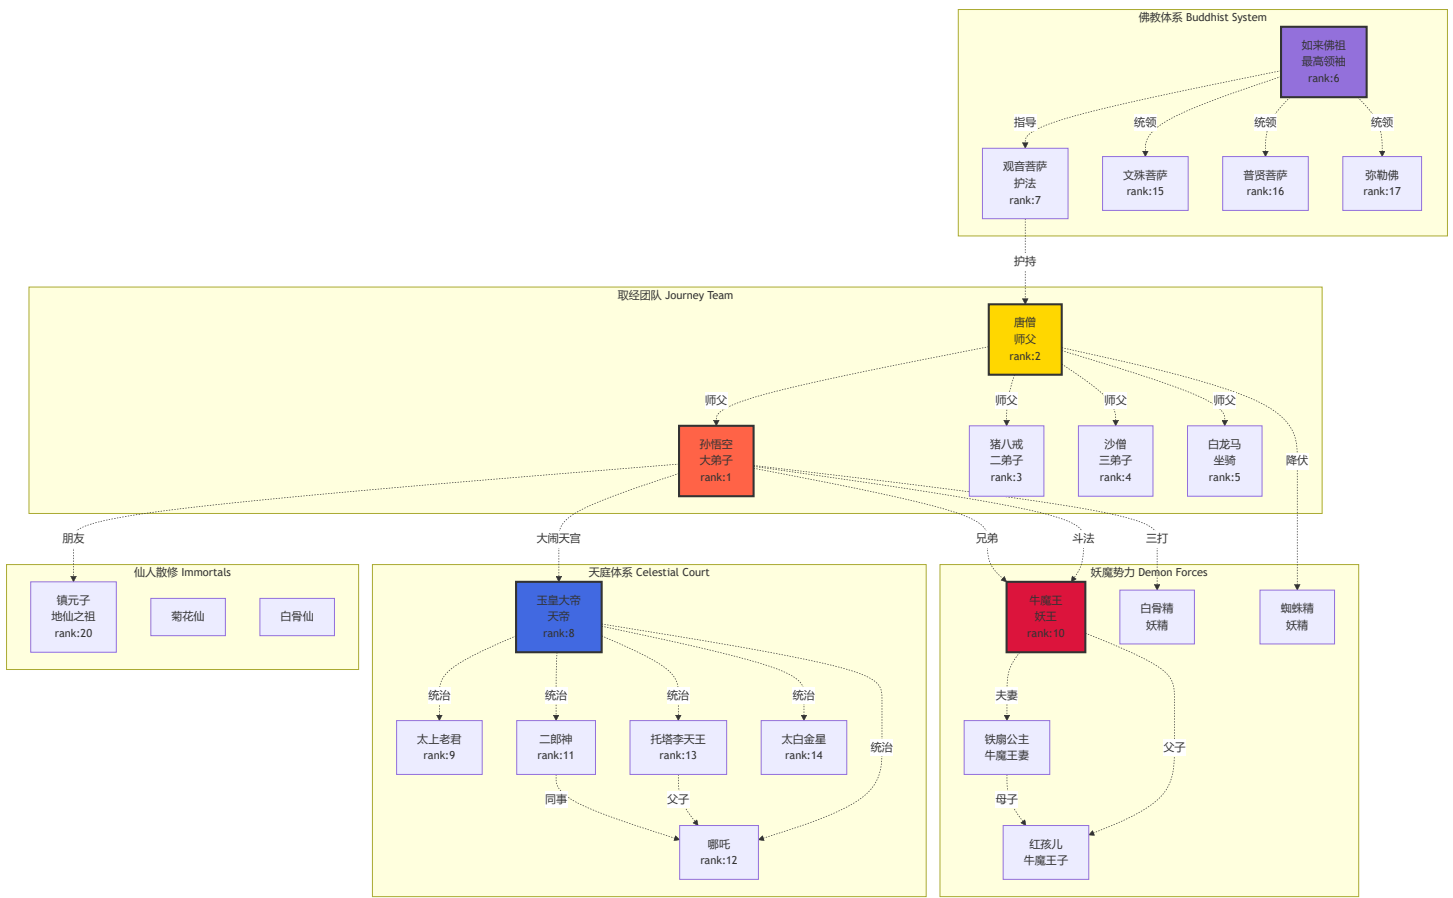 佛教体系 Buddhist System
如来佛祖
最高领袖
rank:6
指导
统领
统领
统领
观音菩萨
护法
rank:7
文殊菩萨
rank:15
普贤菩萨
rank:16
弥勒佛
rank:17
护持
取经团队 Journey Team
唐僧
师父
rank:2
师父
师父
师父
师父
降伏
孙悟空
大弟子
rank:1
猪八戒
二弟子
rank:3
沙僧
三弟子
rank:4
白龙马
坐骑
rank:5
朋友
大闹天宫
兄弟
斗法
三打
仙人散修 Immortals
镇元子
地仙之祖
rank:20
菊花仙
白骨仙
天庭体系 Celestial Court
玉皇大帝
天帝
rank:8
统治
统治
统治
统治
统治
太上老君
rank:9
二郎神
rank:11
托塔李天王
rank:13
太白金星
rank:14
同事
父子
哪吒
rank:12
妖魔势力 Demon Forces
牛魔王
妖王
rank:10
白骨精
妖精
蜘蛛精
妖精
夫妻
父子
铁扇公主
牛魔王妻
母子
红孩儿
牛魔王子